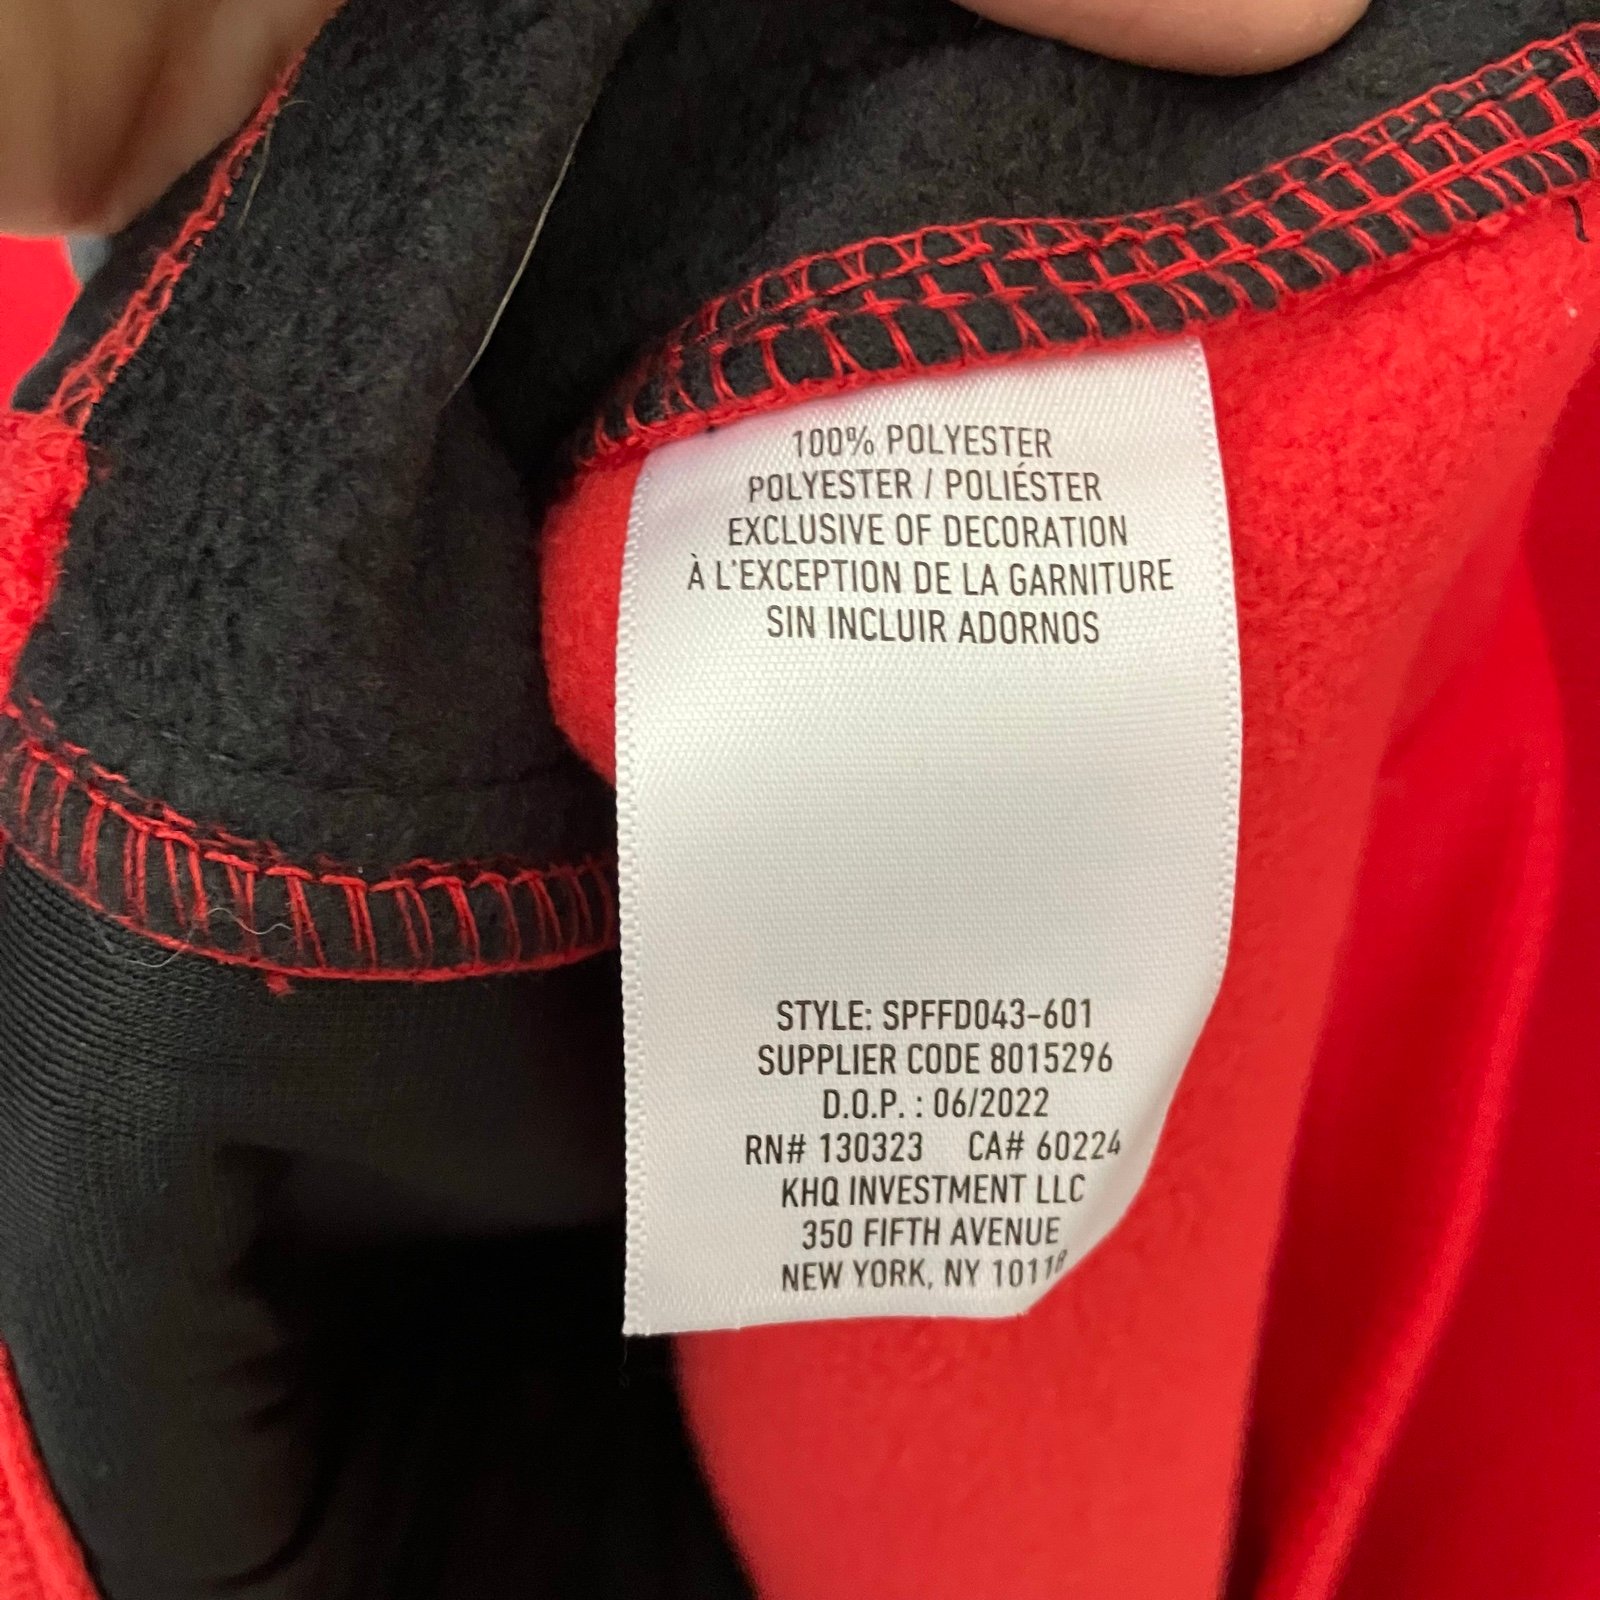 100% POLYESTER
POLYESTER / POLIÉSTER
EXCLUSIVE OF DECORATION
À L'EXCEPTION DE LA GARNITURE
SIN INCLUIR ADORNOS
STYLE: SPFFD043-601
SUPPLIER CODE 8015296
D.O.P. : 06/2022
RN# 130323 CA# 60224
KHQ INVESTMENT LLC
350 FIFTH AVENUE
NEW YORK, NY 10118